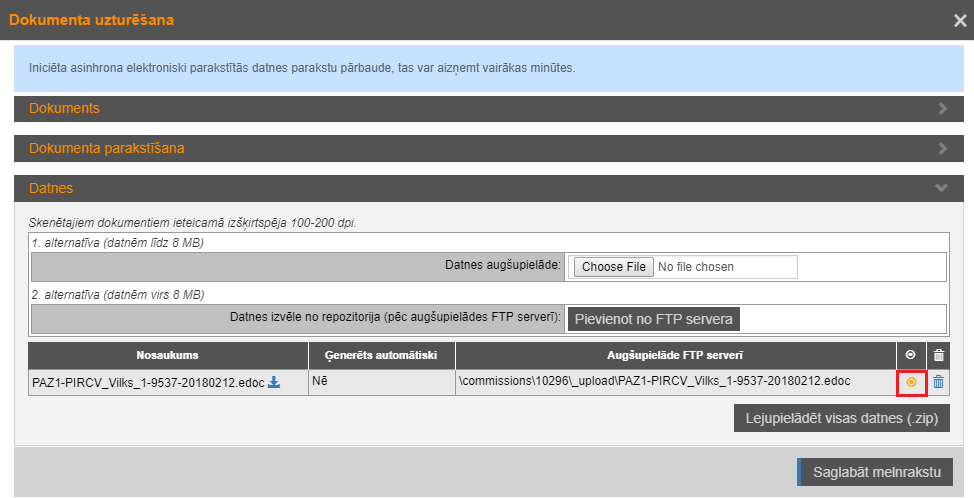 Dokumenta uzturēšana
Iniciēta asinhrona elektroniski parakstītās datnes parakstu pārbaude, tas var aizņemt vairākas minūtes.
Dokuments
Dokumenta parakstīšana
Datnes
Skenētajiem dokumentiem ieteicamā izšķirtspēja 100-200 dpi.
1. alternatīva (datnēm līdz 8 MB)
Datnes augšupielāde: Choose File No file chosen
2. alternatīva (datnēm virs 8 MB)
Datnes izvēle no repozitorija (pēc augšupielādes FTP serverī): Pievienot no FTP servera
Nosaukums Ģenerēts automātiski Augšupielāde FTP serverī
PAZ1-PIRCV_Vilks_1-9537-20180212.edoc Nē \commissions\10296\_upload\PAZ1-PIRCV_Vilks_1-9537-20180212.edoc
Lejupielādēt visas datnes (.zip)
Saglabāt melnrakstu